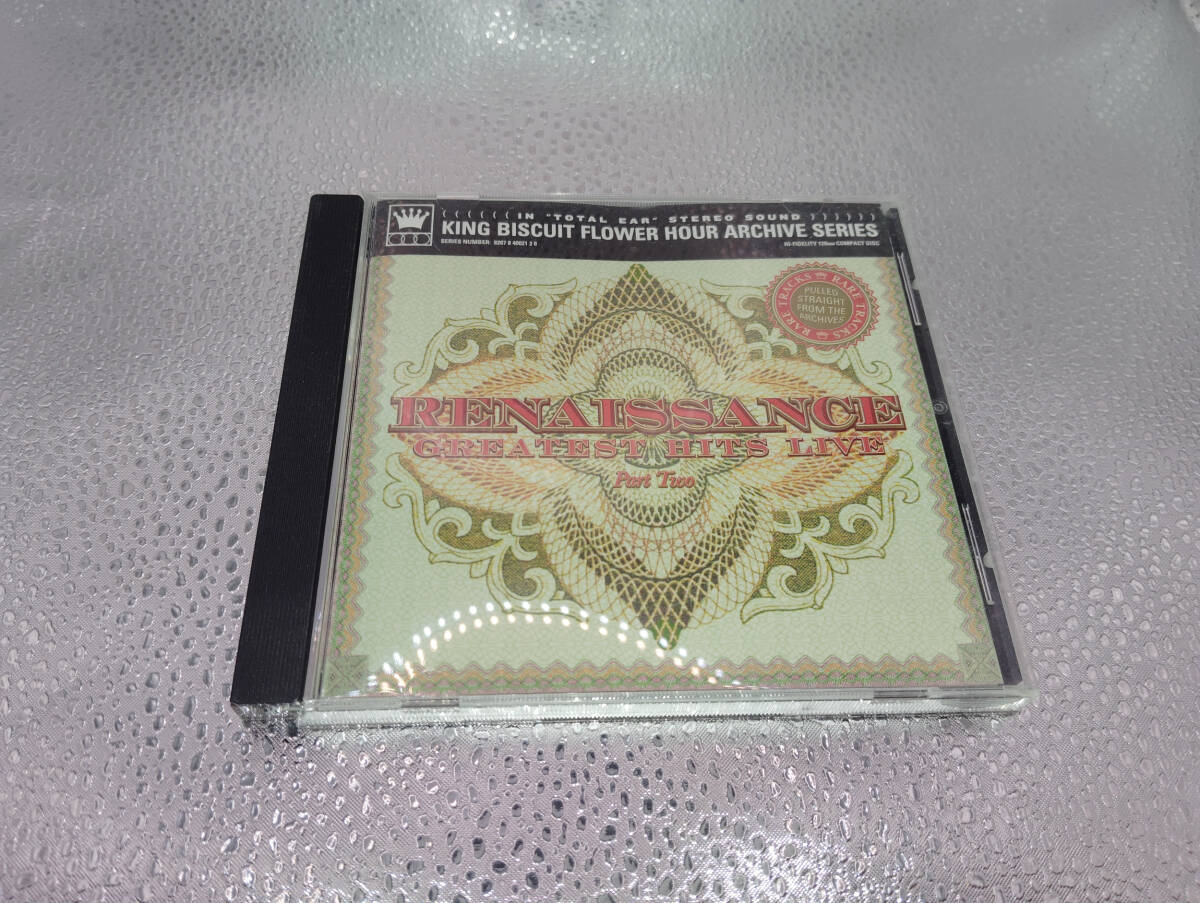 ( ( ( ( ( ( IN "TOTAL EAR" STEREO SOUND ) ) ) ) ) )
KING BISCUIT FLOWER HOUR ARCHIVE SERIES
SERIES NUMBER:
HI-FIDELITY 120mm COMPACT DISC
RARE TRACKS RARE TRACKS
PULLED
STRAIGHT
FROM THE
ARCHIVES
RENAISSANCE
GREATEST HITS LIVE
Part Two